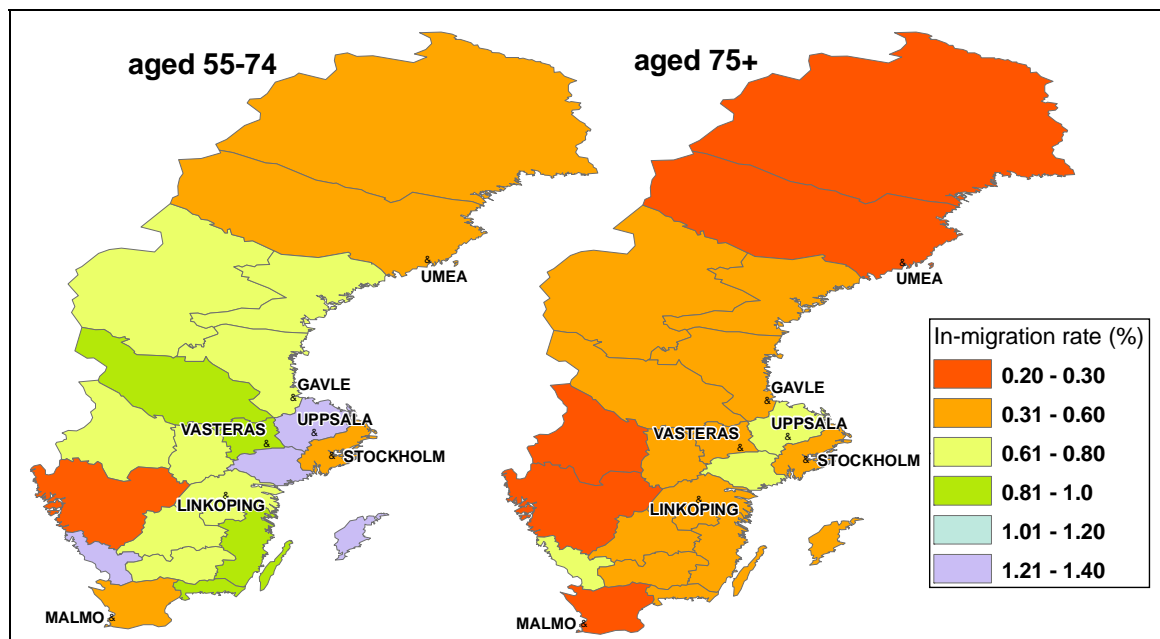 aged 55-74
aged 75+
UMEA
UMEA
In-migration rate (%)
0.20 - 0.30
0.31 - 0.60
0.61 - 0.80
0.81 - 1.0
1.01 - 1.20
1.21 - 1.40
GAVLE
UPPSALA
VASTERAS
STOCKHOLM
LINKOPING
MALMO
GAVLE
UPPSALA
VASTERAS
STOCKHOLM
LINKOPING
MALMO